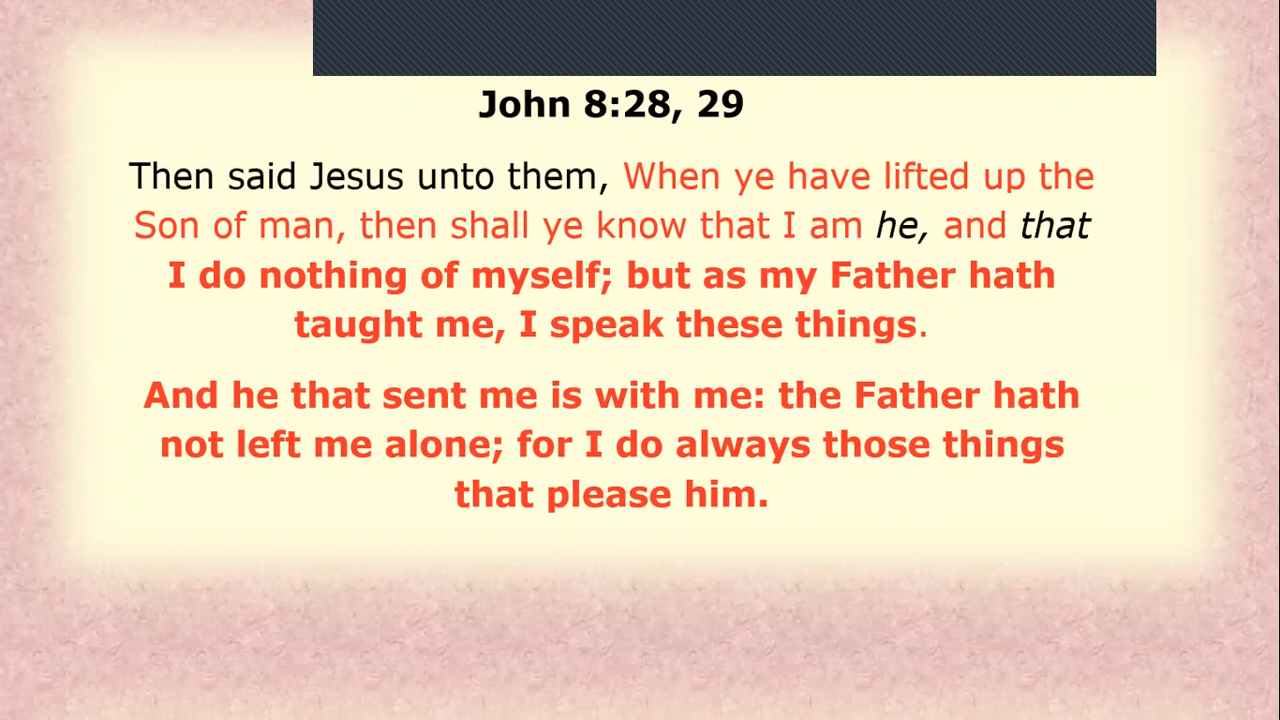 John 8:28, 29
Then said Jesus unto them, When ye have lifted up the
Son of man, then shall ye know that I am he, and that
I do nothing of myself; but as my Father hath
taught me, I speak these things.
And he that sent me is with me: the Father hath
not left me alone; for I do always those things
that please him.